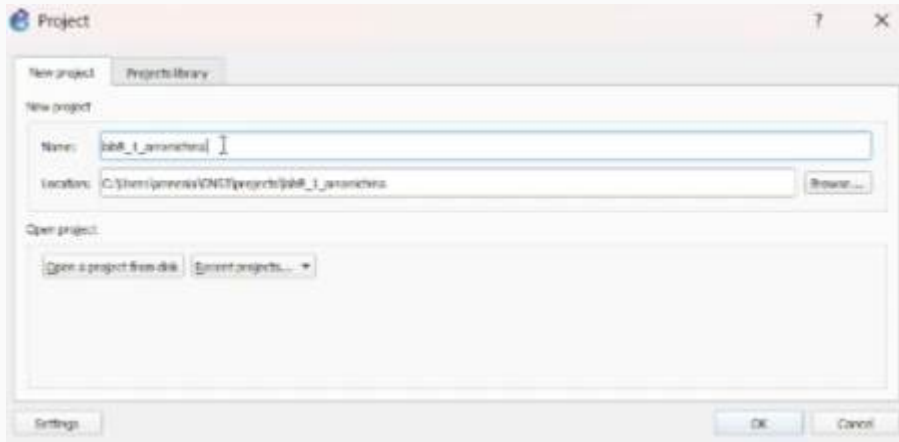 Project
New project
Projects library
New project
Name:
Location:
Browse...
Open project
Open a project from disk
Recent projects...
Settings
OK
Cancel